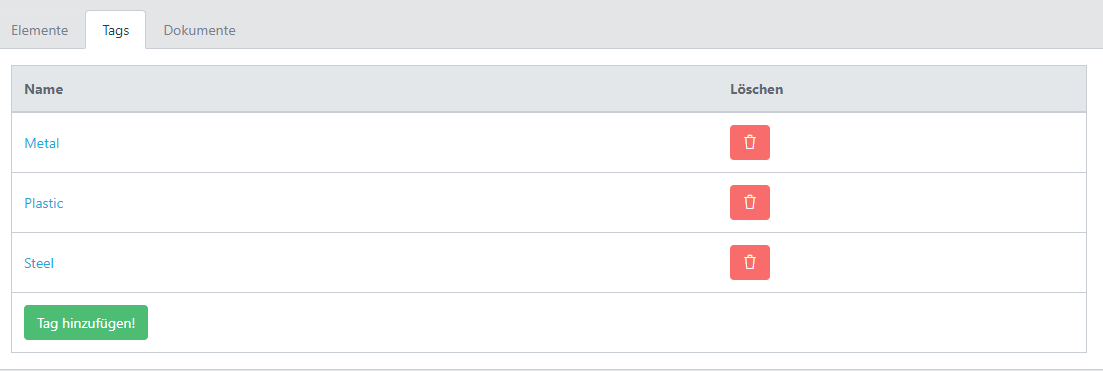 Elemente Tags Dokumente
Name Löschen
Metal
Plastic
Steel
Tag hinzufügen!